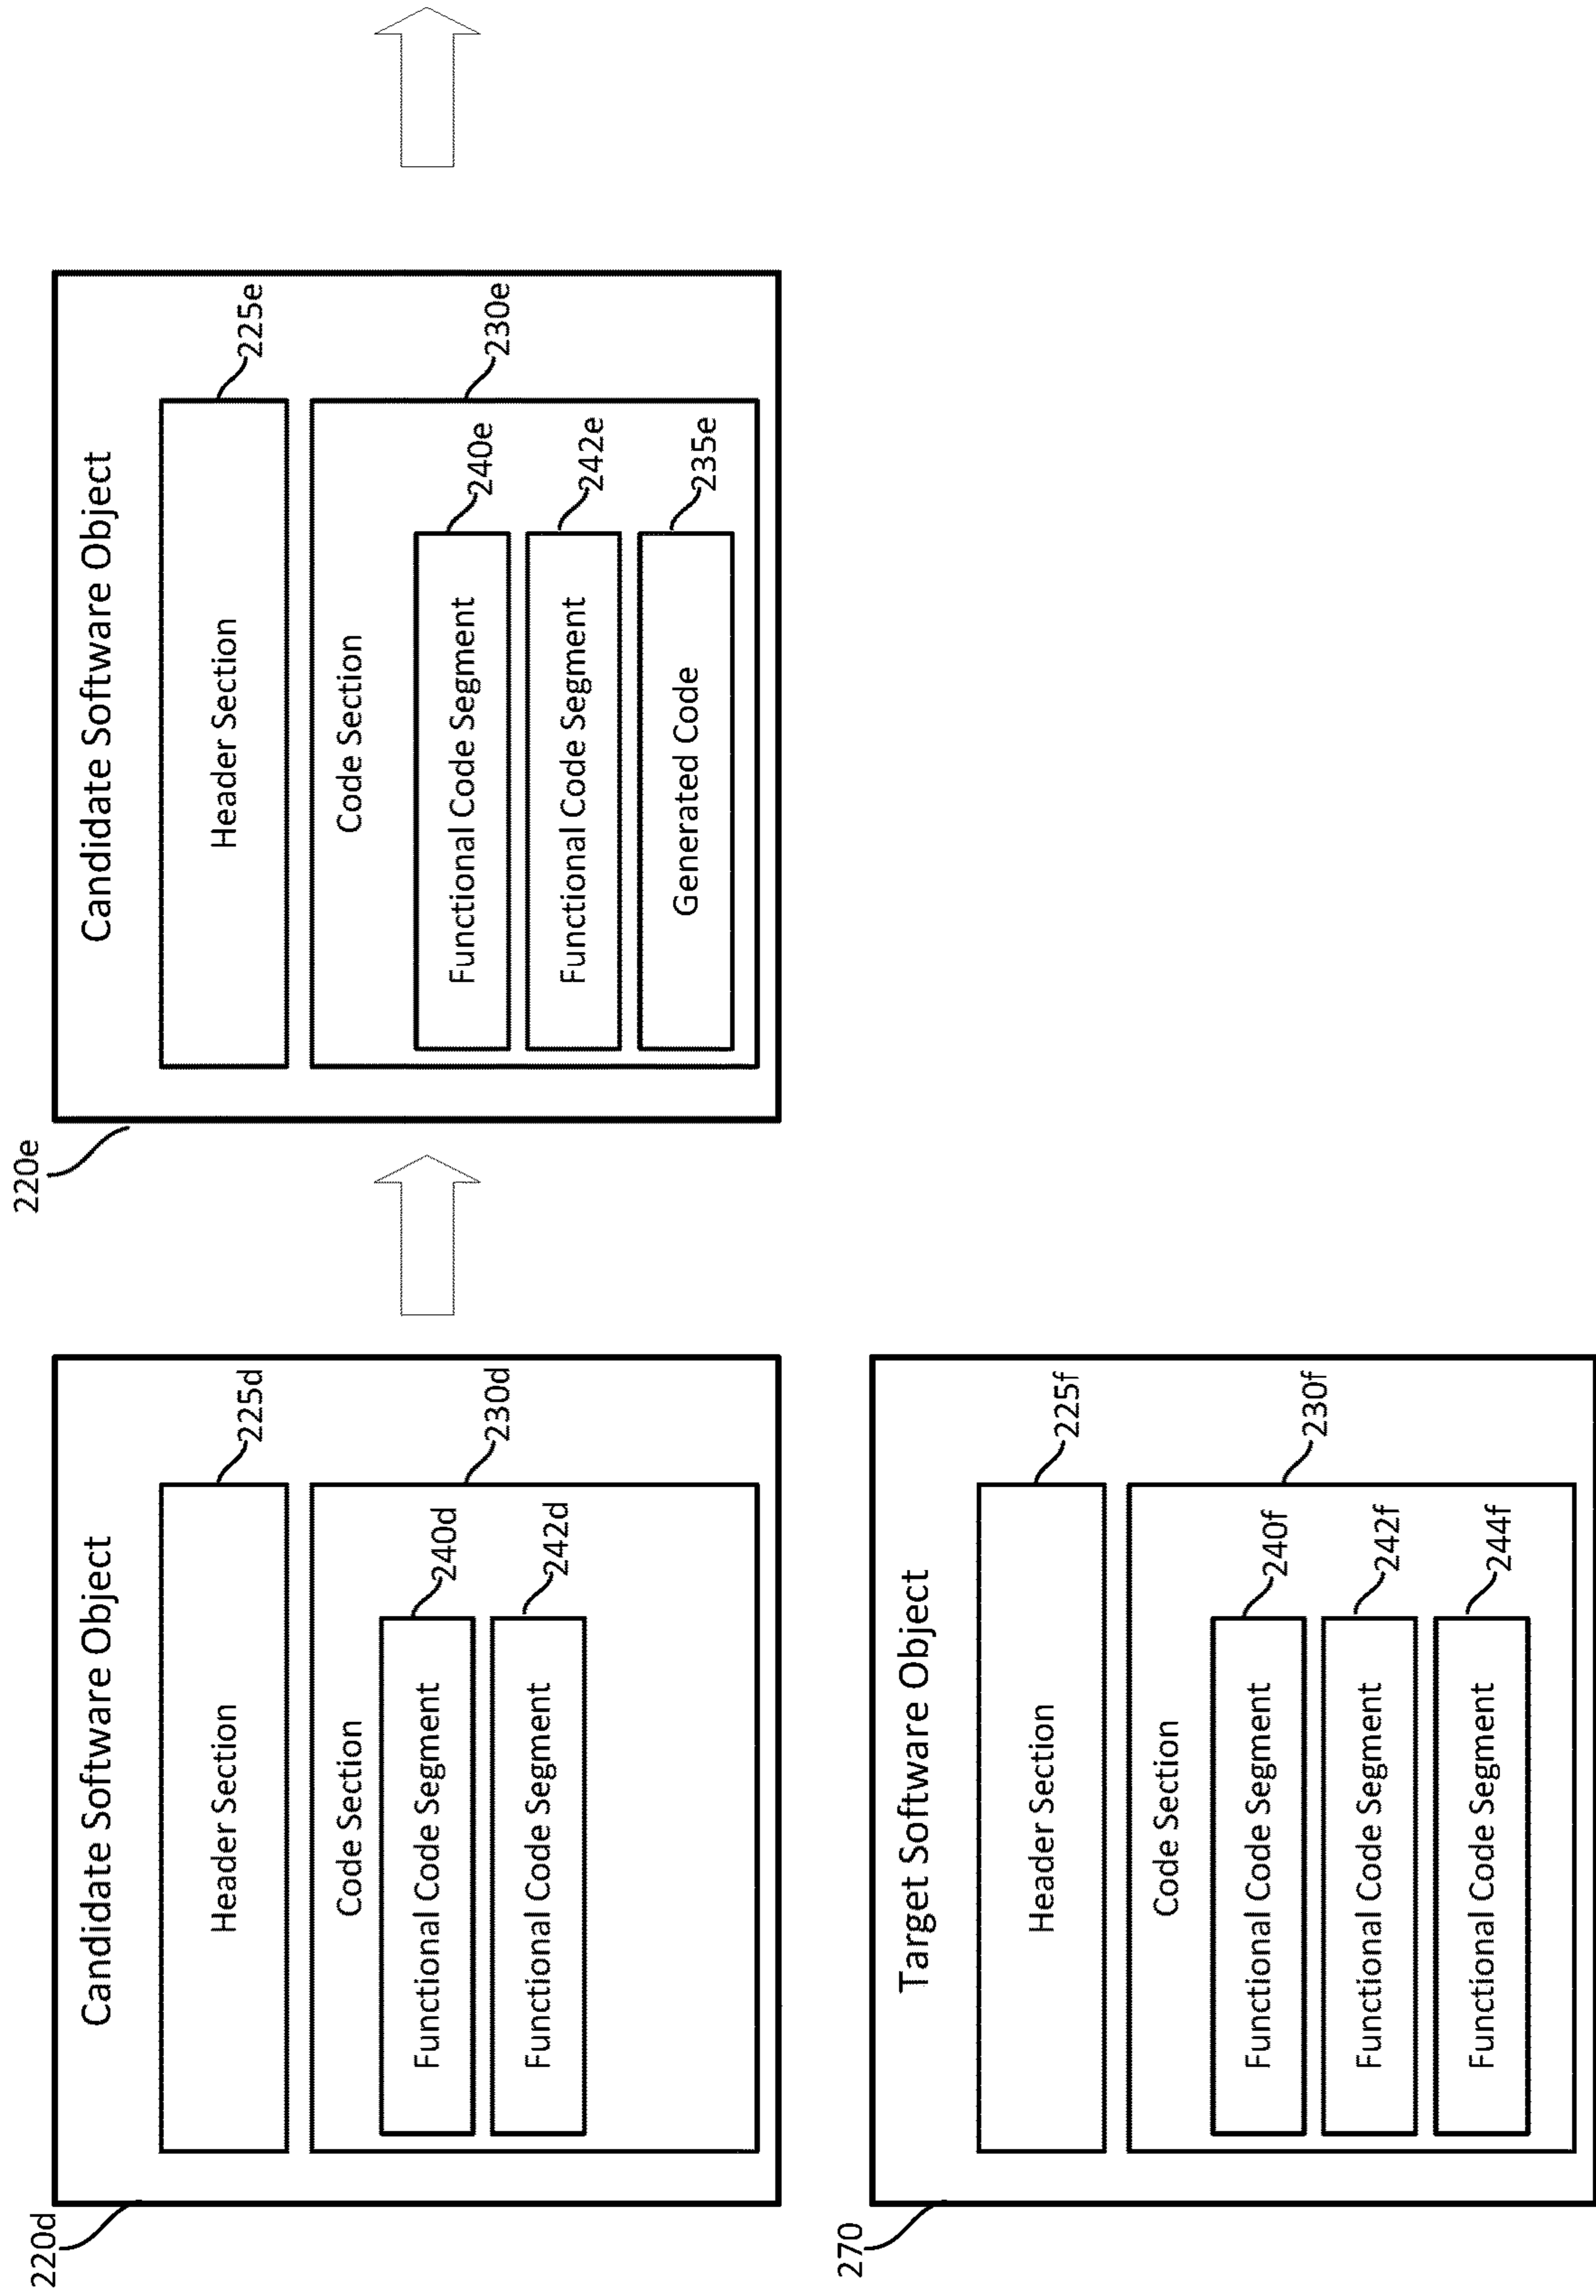 220d
Candidate Software Object
Header Section
225d
Code Section
230d
Functional Code Segment
240d
Functional Code Segment
242d
220e
Candidate Software Object
Header Section
225e
Code Section
230e
Functional Code Segment
240e
Functional Code Segment
242e
Generated Code
235e
270
Target Software Object
Header Section
225f
Code Section
230f
Functional Code Segment
240f
Functional Code Segment
242f
Functional Code Segment
244f